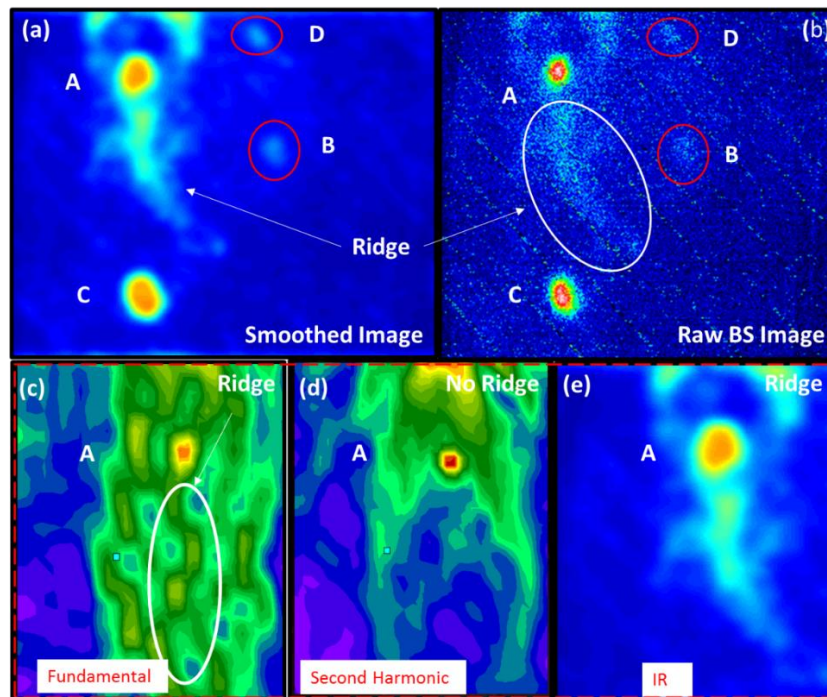 (a)
D
(b)
A
A
B
B
Ridge
C
C
Smoothed Image
Raw BS Image
(c)
Ridge
(d)
No Ridge
(e)
Ridge
A
A
A
Fundamental
Second Harmonic
IR